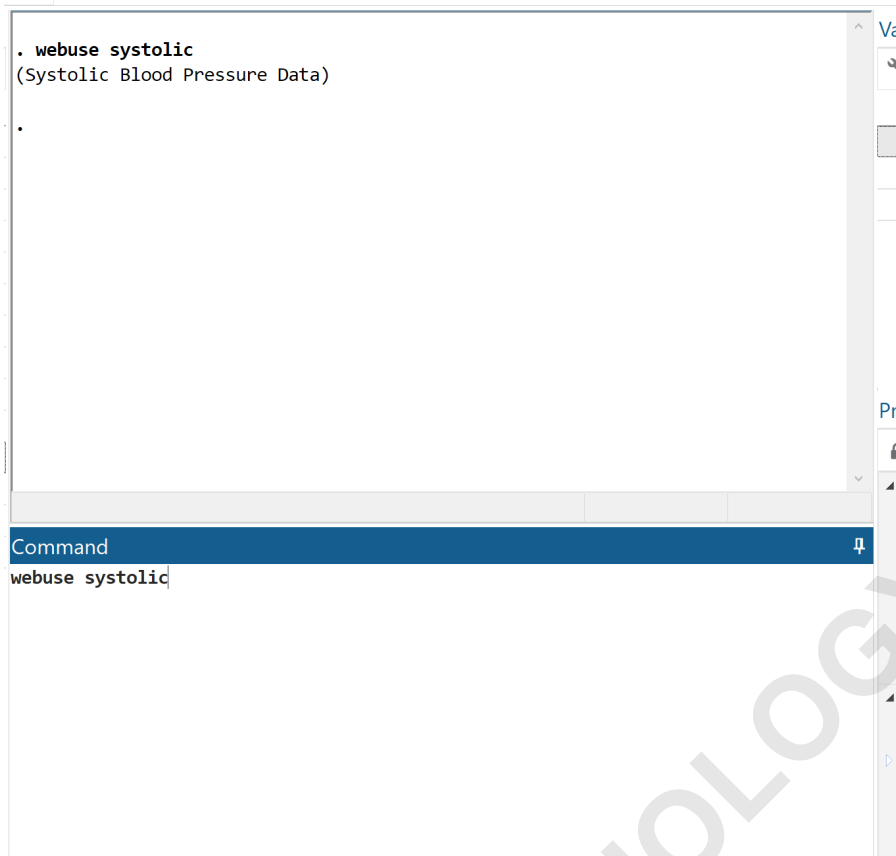 . webuse systolic
(Systolic Blood Pressure Data)
.
Command
webuse systolic